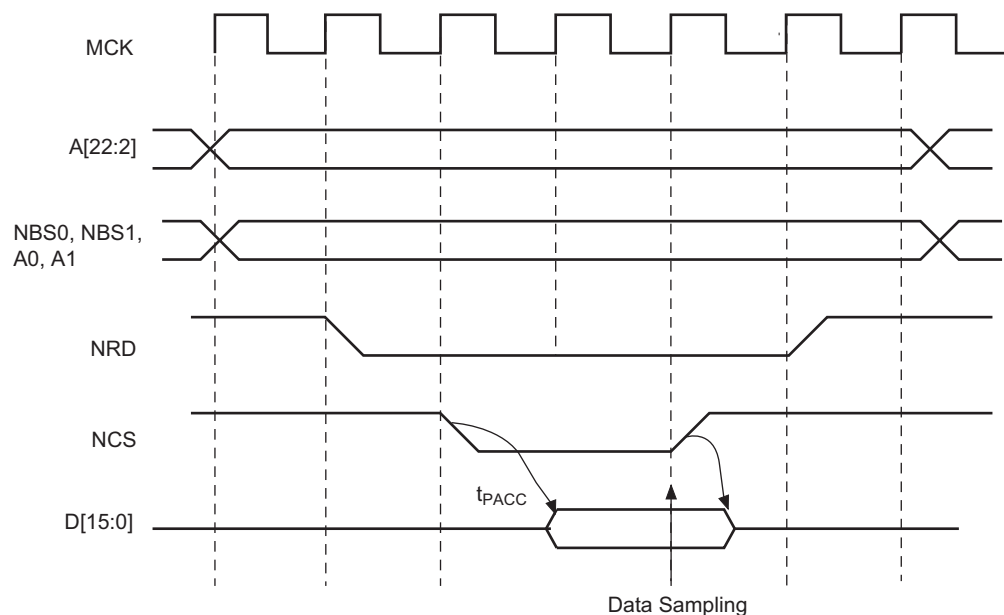 MCK
A[22:2]
NBS0, NBS1,
A0, A1
NRD
NCS
tPACC
D[15:0]
Data Sampling